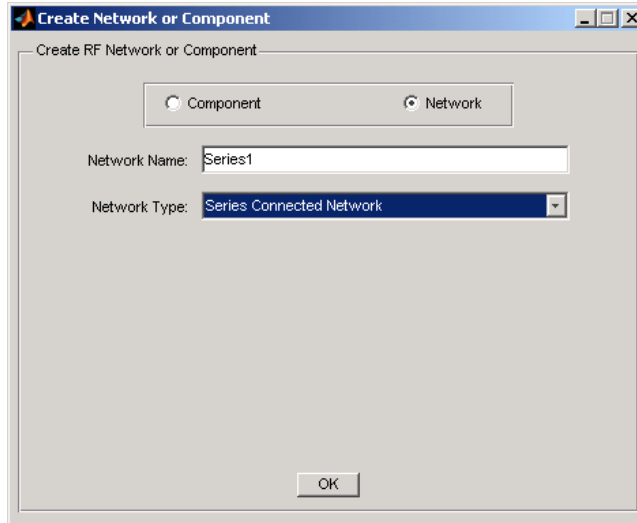 Create Network or Component
Create RF Network or Component
Component Network
Network Name: Series1
Network Type: Series Connected Network
OK